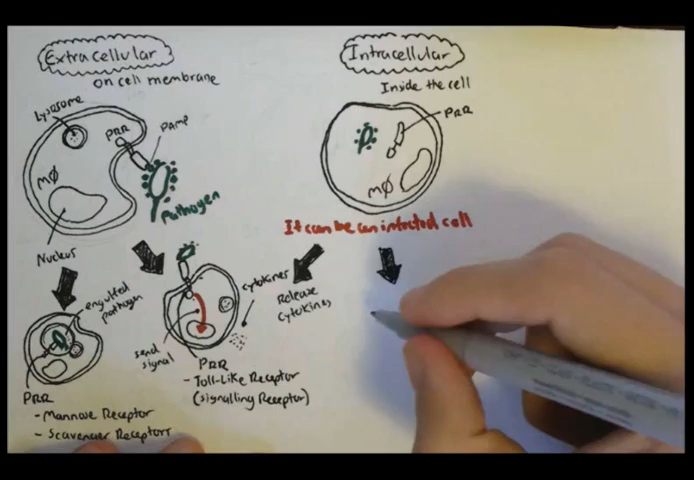 Extracellular
on cell membrane
Lysosome
PRR
PAMP
MØ
Pathogen
Nucleus
engulfed
pathogen
PRR
- Mannose Receptor
- Scavenger Receptors
send
signal
cytokines
PRR
- Toll-Like Receptor
(signalling Receptor)
Intracellular
Inside the cell
PRR
MØ
It can be an infected cell
Release
Cytokines